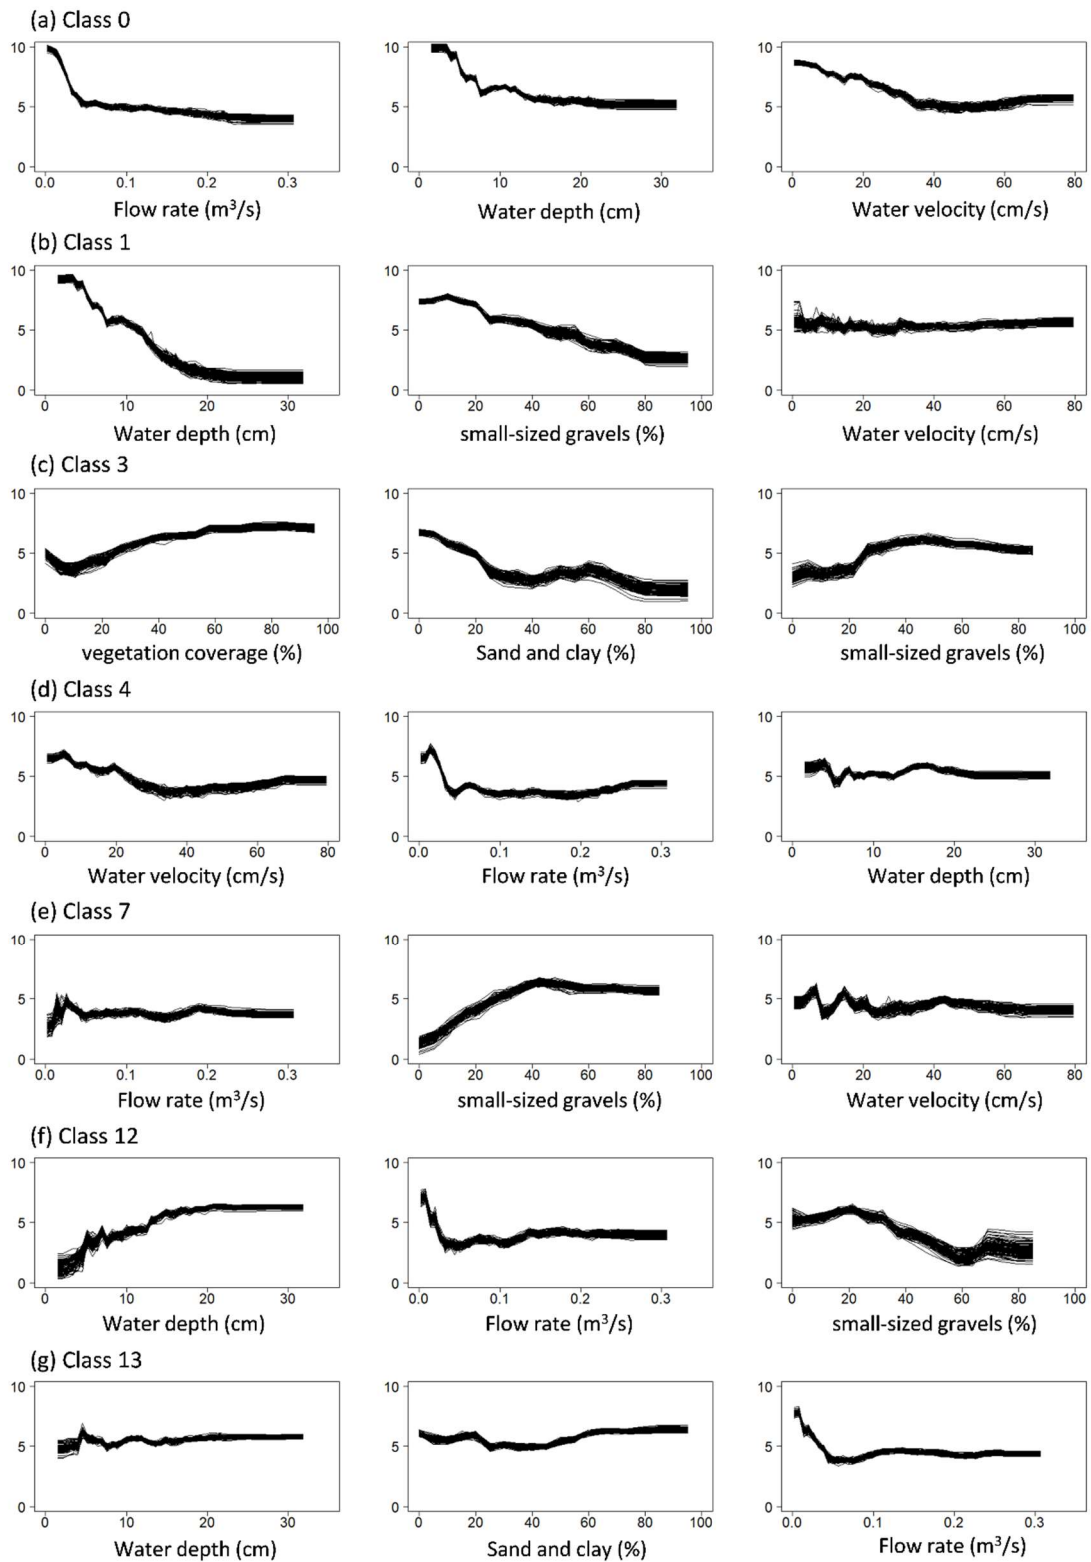 (a) Class 0
10
5
0
0.0 0.1 0.2 0.3
Flow rate (m³/s)
10
5
0
0 10 20 30
Water depth (cm)
10
5
0
0 20 40 60 80
Water velocity (cm/s)
(b) Class 1
10
5
0
0 10 20 30
Water depth (cm)
10
5
0
0 20 40 60 80 100
small-sized gravels (%)
10
5
0
0 20 40 60 80
Water velocity (cm/s)
(c) Class 3
10
5
0
0 20 40 60 80 100
vegetation coverage (%)
10
5
0
0 20 40 60 80 100
Sand and clay (%)
10
5
0
0 20 40 60 80 100
small-sized gravels (%)
(d) Class 4
10
5
0
0 20 40 60 80
Water velocity (cm/s)
10
5
0
0.0 0.1 0.2 0.3
Flow rate (m³/s)
10
5
0
0 10 20 30
Water depth (cm)
(e) Class 7
10
5
0
0.0 0.1 0.2 0.3
Flow rate (m³/s)
10
5
0
0 20 40 60 80 100
small-sized gravels (%)
10
5
0
0 20 40 60 80
Water velocity (cm/s)
(f) Class 12
10
5
0
0 10 20 30
Water depth (cm)
10
5
0
0.0 0.1 0.2 0.3
Flow rate (m³/s)
10
5
0
0 20 40 60 80 100
small-sized gravels (%)
(g) Class 13
10
5
0
0 10 20 30
Water depth (cm)
10
5
0
0 20 40 60 80 100
Sand and clay (%)
10
5
0
0.0 0.1 0.2 0.3
Flow rate (m³/s)